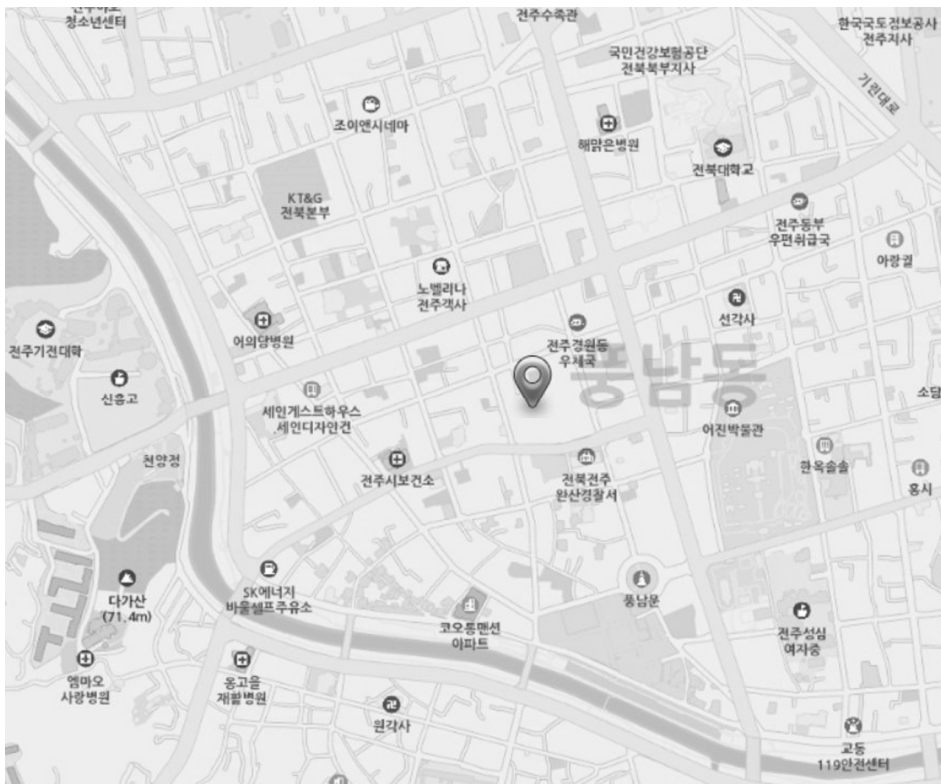 청소년센터
전주수족관
한국국토정보공사
전주지사
국민건강보험공단
전북북부지사
기린대로
조이앤시네마
해맑은병원
전북대학교
KT&G
전북본부
전주동부
우편취급국
아랑궐
노벨리나
전주객사
선각사
어의당병원
전주경원동
우체국
전주기전대학
풍남동
신흥고
세인게스트하우스
세인디자인건
소담
어진박물관
천양정
전주시보건소
전북전주
완산경찰서
한옥솔솔
홍시
SK에너지
바울셀프주유소
다가산
(71.4m)
풍남문
코오롱맨션
아파트
전주성심
여자중
엠마오
사랑병원
옹고을
재활병원
원각사
교동
119안전센터